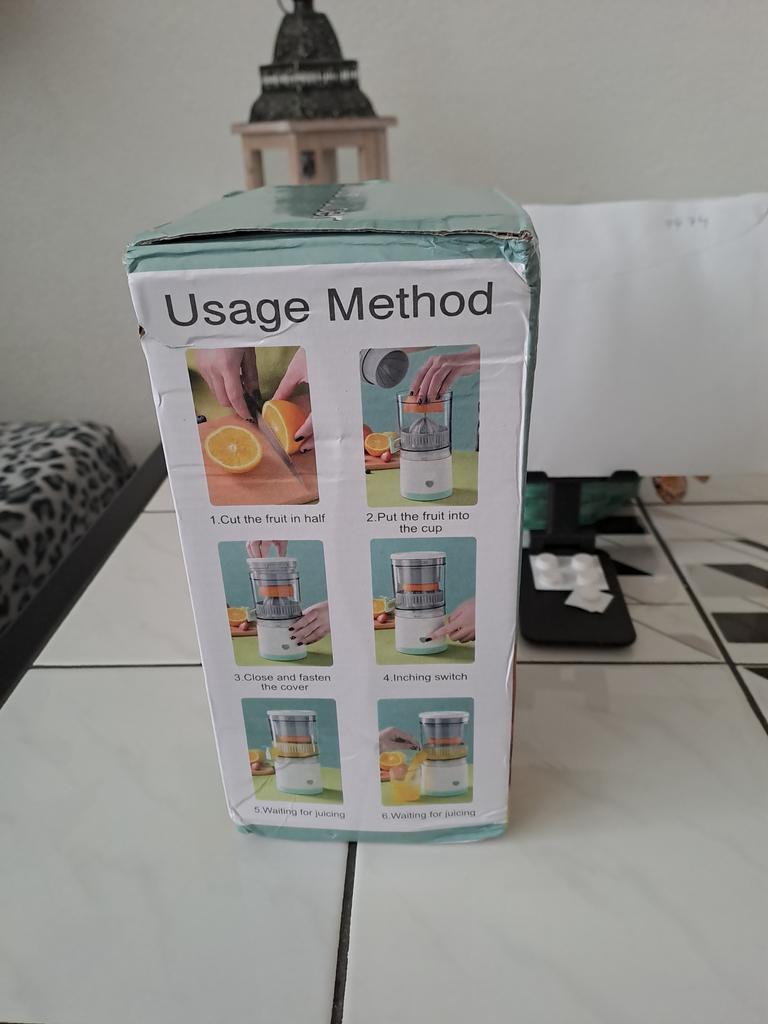 Usage Method
1.Cut the fruit in half
2.Put the fruit into
the cup
3.Close and fasten
the cover
4.Inching switch
5.Waiting for juicing
6.Waiting for juicing